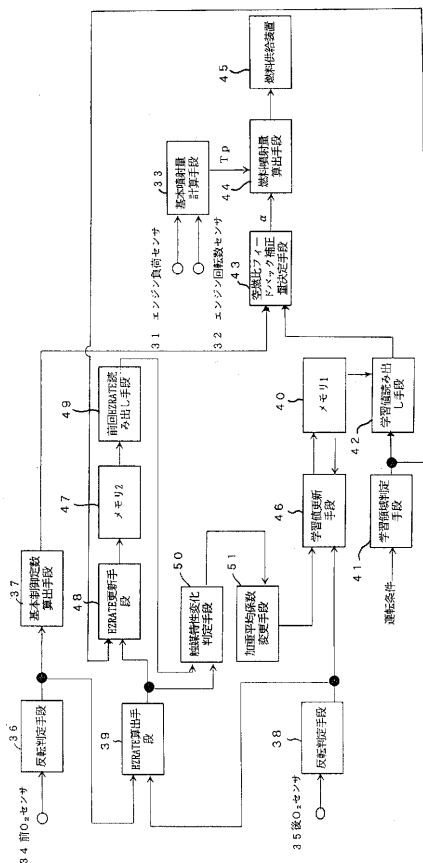 34 前O₂センサ
36
反転判定手段
37
基本制御定数
算出手段
39
HZRATE算出手
段
48
HZRATE更新手
段
47
メモリ2
49
前回HZRATE読
み出し手段
50
触媒特性変化
判定手段
51
加重平均係数
変更手段
35後O₂センサ
38
反転判定手段
運転条件
41
学習領域判定
手段
46
学習値更新
手段
40
メモリ1
42
学習値読み出
し手段
31 エンジン負荷センサ
32 エンジン回転数センサ
33
基本噴射量
計算手段
Tp
43
空燃比フィー
ドバック補正
量決定手段
α
44
燃料噴射量
算出手段
45
燃料供給装置